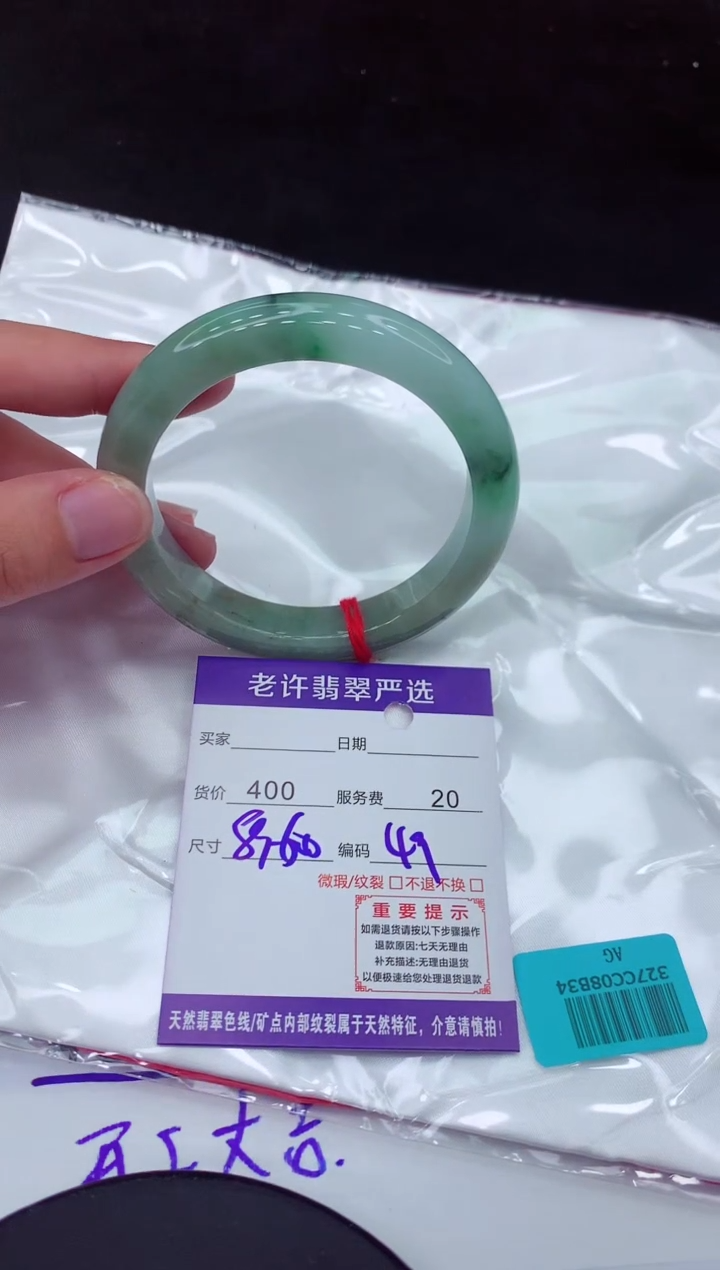 老许翡翠严选
买家 日期
货价 400 服务费 20
尺寸 编码 49
微瑕/纹裂 □ 不退不换 □
重要提示
如需退货请按以下步骤操作
退款原因:七天无理由
补充描述:无理由退货
以便极速给您处理退货退款
天然翡翠色线/矿点内部纹裂属于天然特征，介意请慎拍！
327CC08B34
AG
大吉.